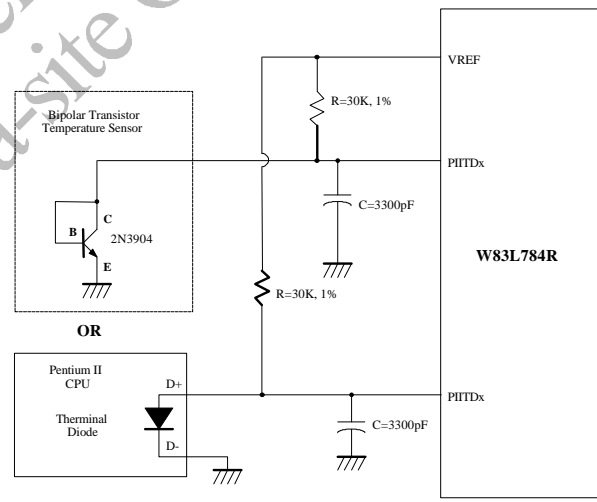 VREF
R=30K, 1%
Bipolar Transistor
Temperature Sensor
PIITDx
C
C=3300pF
B
2N3904
W83L784R
E
R=30K, 1%
OR
Pentium II
CPU
D+
PIITDx
Therminal
Diode
C=3300pF
D-